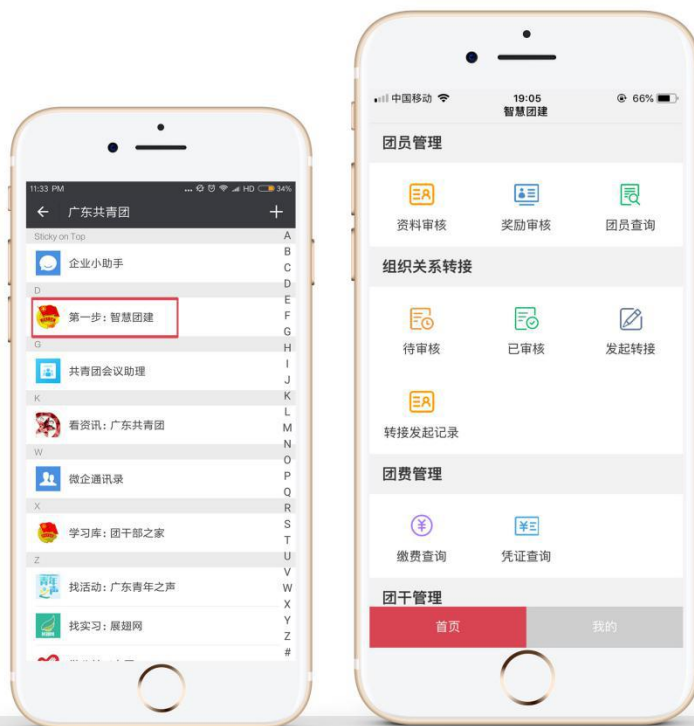 11:33 PM
... HD 34%
广东共青团
Sticky on Top
企业小助手
D
第一步:智慧团建
G
共青团会议助理
K
看资讯:广东共青团
W
微企通讯录
X
学习库:团干部之家
Z
找活动:广东青年之声
找实习:展翅网
A
B
C
D
E
F
G
H
I
J
K
L
M
N
O
P
Q
R
S
T
U
V
W
X
Y
Z
#
中国移动
19:05
66%
智慧团建
团员管理
资料审核
奖励审核
团员查询
组织关系转接
待审核
已审核
发起转接
转接发起记录
团费管理
缴费查询
凭证查询
团干管理
首页
我的